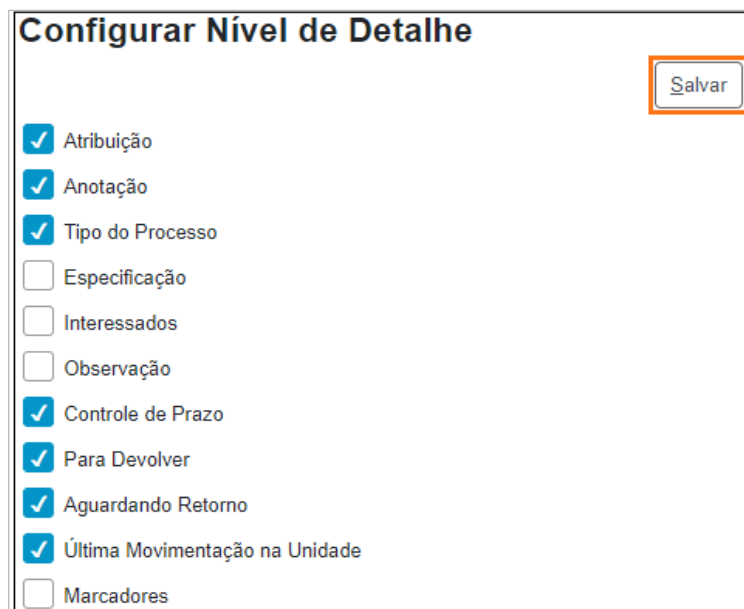 Configurar Nível de Detalhe
Salvar
Atribuição
Anotação
Tipo do Processo
Especificação
Interessados
Observação
Controle de Prazo
Para Devolver
Aguardando Retorno
Última Movimentação na Unidade
Marcadores